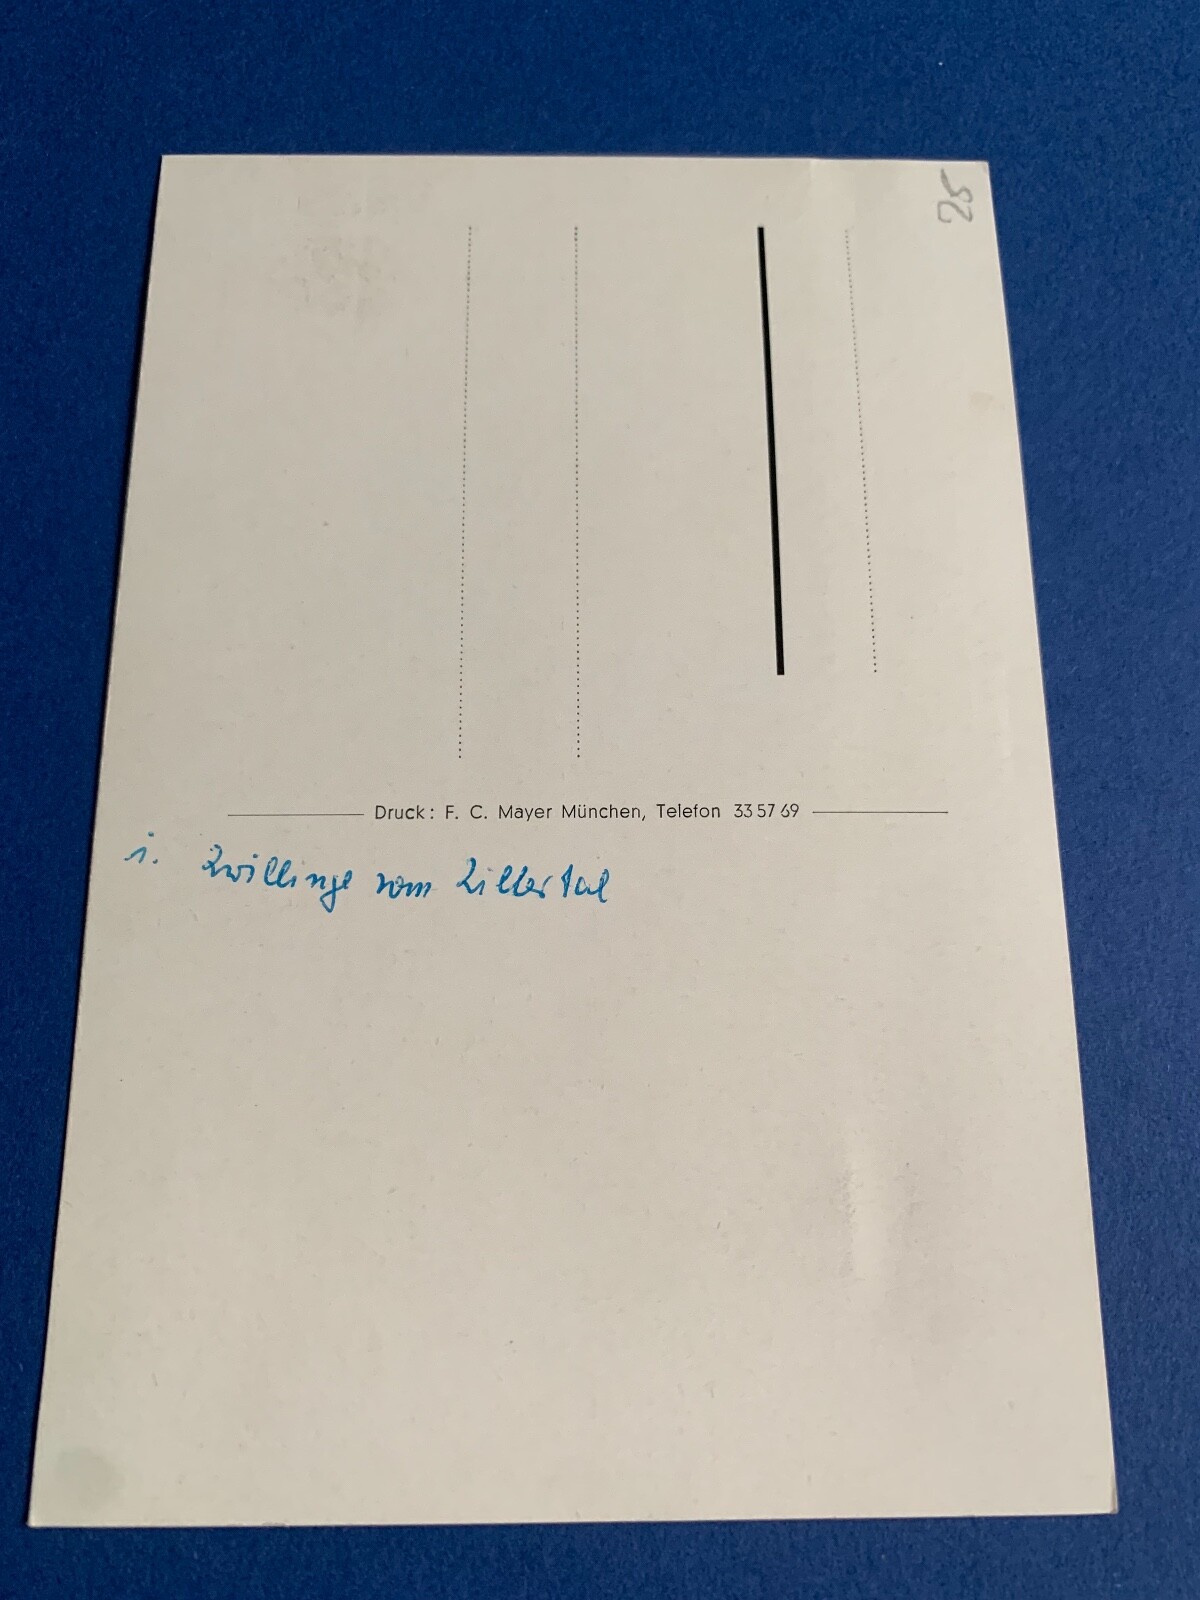 25
Druck: F. C. Mayer München, Telefon 33 57 69
i. Zwillinge vom Zillertal